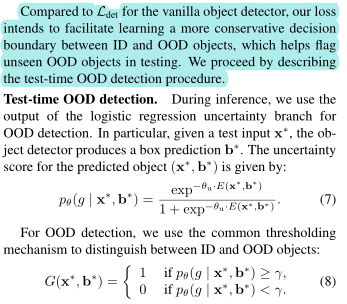 Compared to ℒdet for the vanilla object detector, our loss
intends to facilitate learning a more conservative decision
boundary between ID and OOD objects, which helps flag
unseen OOD objects in testing. We proceed by describing
the test-time OOD detection procedure.
Test-time OOD detection. During inference, we use the
output of the logistic regression uncertainty branch for
OOD detection. In particular, given a test input x*, the ob-
ject detector produces a box prediction b*. The uncertainty
score for the predicted object (x*, b*) is given by:
pθ(g | x*, b*) = exp^{−θu·E(x*,b*)} / (1 + exp^{−θu·E(x*,b*)}). (7)
For OOD detection, we use the common thresholding
mechanism to distinguish between ID and OOD objects:
G(x*, b*) = { 1 if pθ(g | x*, b*) ≥ γ,
0 if pθ(g | x*, b*) < γ. (8)